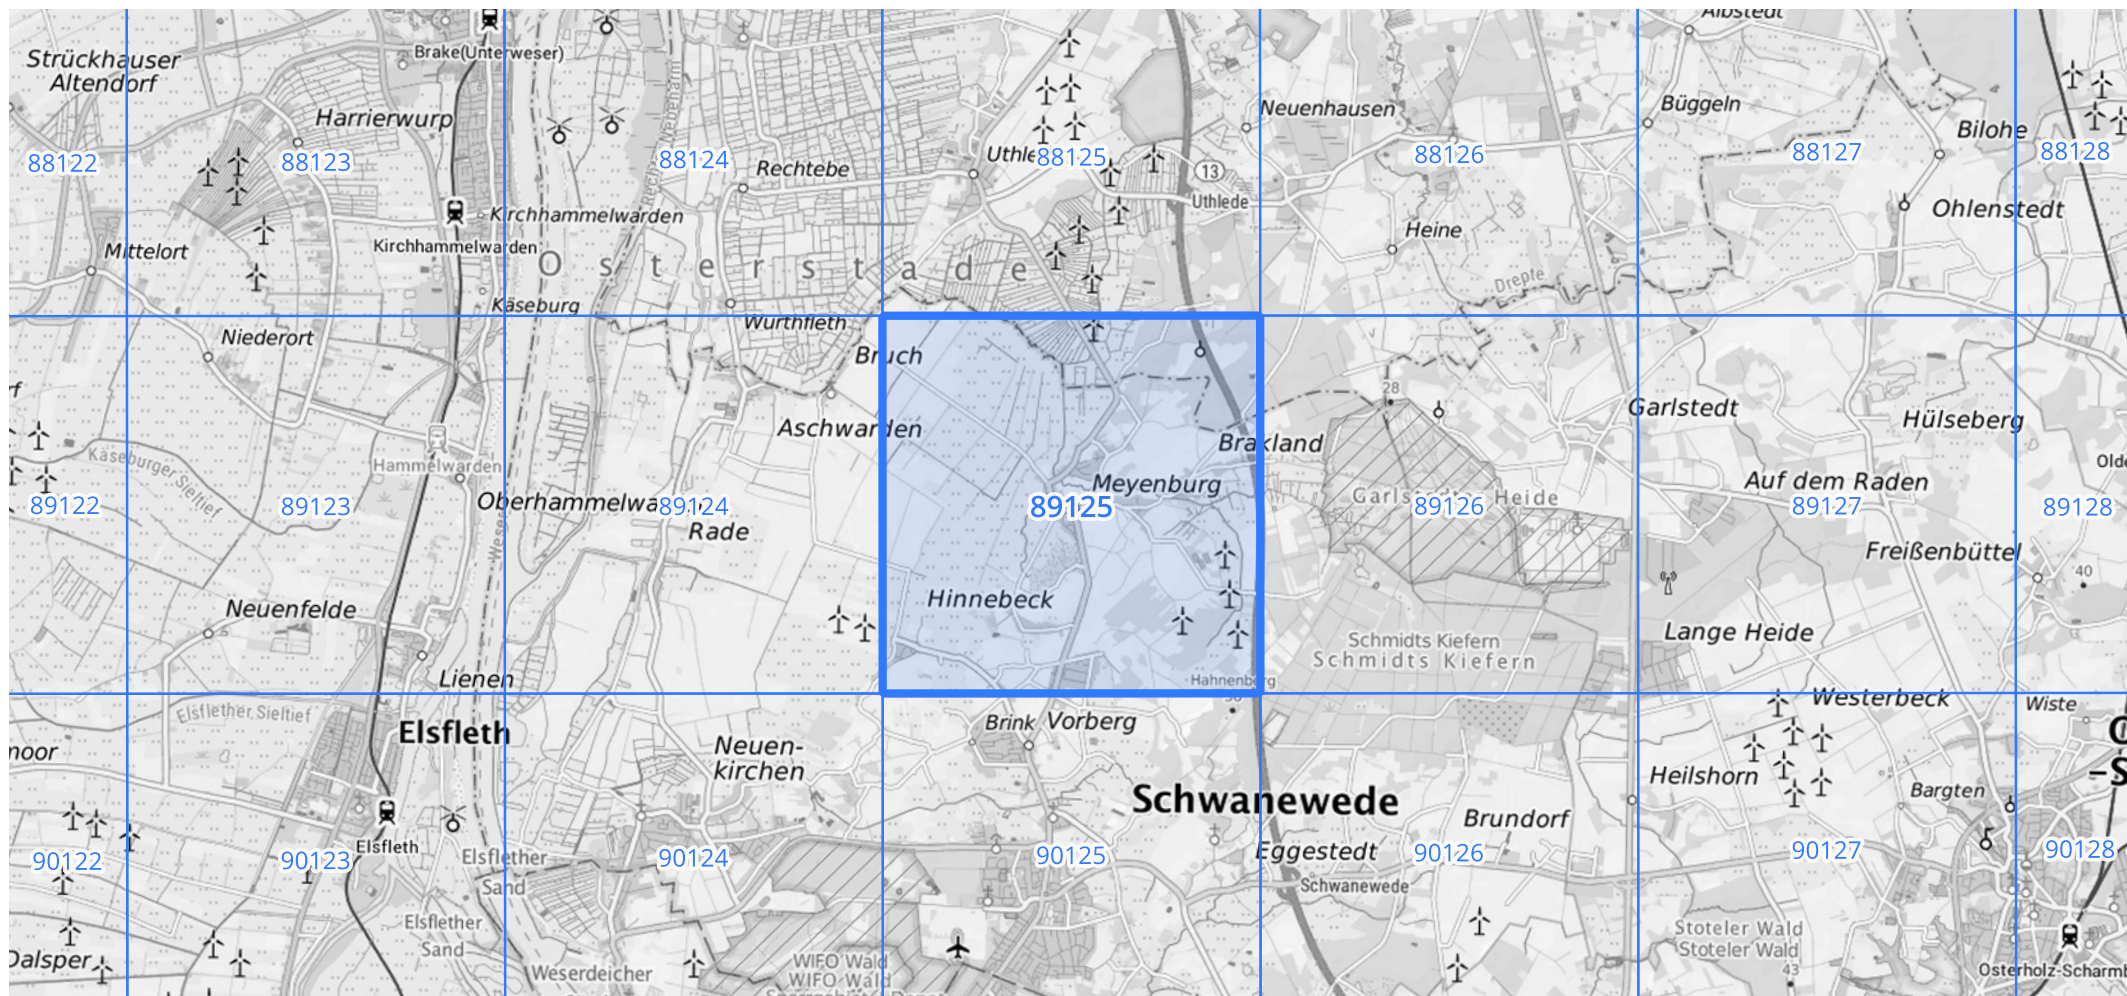 Albstedt
Strückhauser
Altendorf
Brake(Unterweser)
Harrierwurp
Neuenhausen
Büggeln
Bilohe
88122
88123
88124
Rechtebe
88125
88126
88127
88128
13
Uthlede
Kirchhammelwarden
Kirchhammelwarden
Ohlenstedt
Heine
Mittelort
Osterstade
Drepte
Käseburg
Niederort
Wurthfleth
Bruch
28
Garlstedt
Hülseberg
Aschwarden
Brakland
Käseburger Sieltief
Hammelwarden
Meyenburg
Auf dem Raden
Garlstedter Heide
89122
89123
Oberhammelwa
89124
89125
89126
89127
89128
Weser
Rade
Freißenbüttel
40
Neuenfelde
Hinnebeck
Lange Heide
Schmidts Kiefern
Schmidts Kiefern
Lienen
Hahnenberg
Westerbeck
Wiste
Elsflether Sieltief
Elsfleth
Brink
Vorberg
moor
Neuen-
kirchen
Heilshorn
Bargten
Schwanewede
Brundorf
Elsfleth
90122
90123
Elsflether
Sand
90124
90125
Eggestedt
90126
90127
90128
Schwanewede
Elsflether
Sand
Stoteler Wald
Stoteler Wald
Dalsper
Weserdeicher
WIFO Wald
WIFO Wald
43
Osterholz-Scharmb